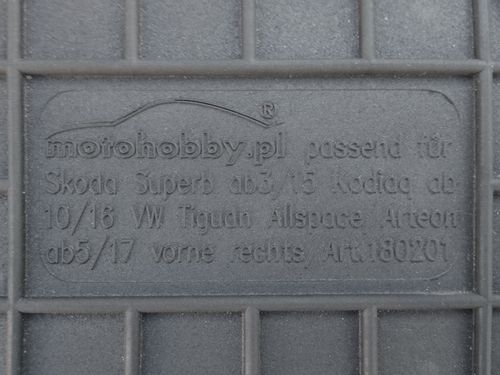 motohobby.pl® passend für
Skoda Superb ab3/15 Kodiaq ab
10/16 VW Tiguan Allspace Arteon
ab5/17 vorne rechts, Art.180201